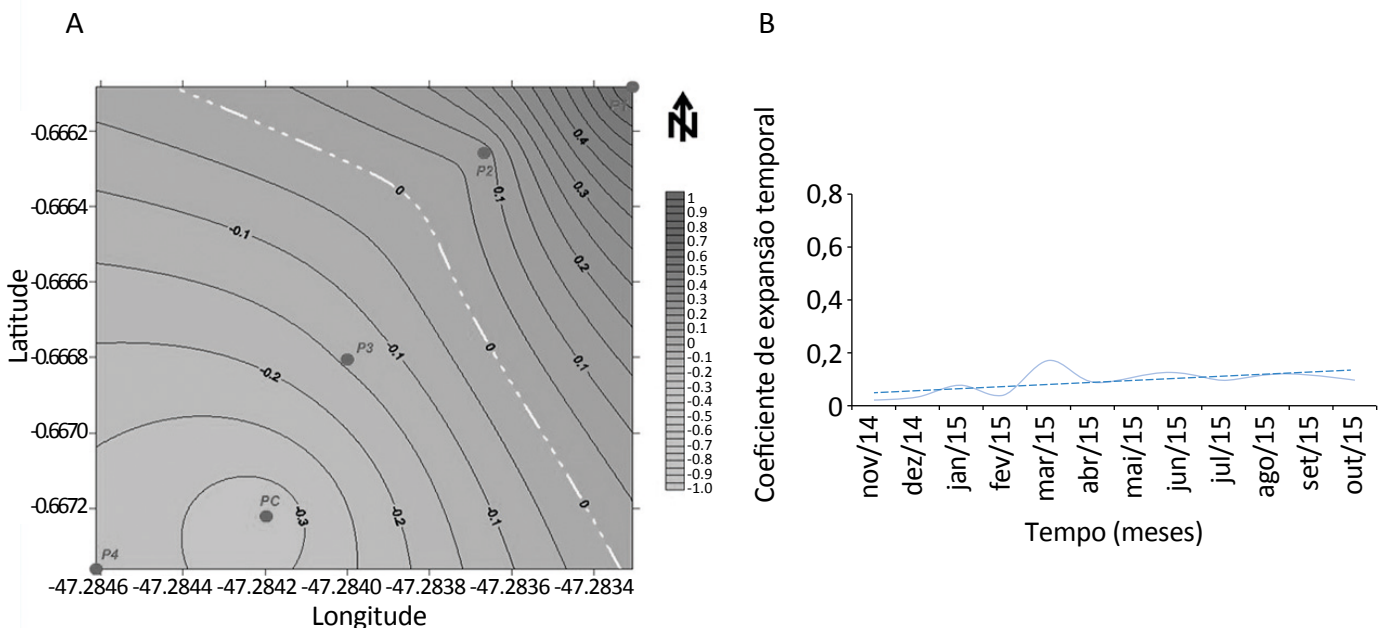 A
B
P1
N
0.4
P2
-0.6662
0.3
0.1
1
0.9
0.8
0.7
0.6
0.5
0.4
0.3
0.2
0.1
0
-0.1
-0.2
-0.3
-0.4
-0.5
-0.6
-0.7
-0.8
-0.9
-1.0
0
-0.6664
-0.1
0.2
-0.6666
0
P3
-0.1
0.1
-0.6668
-0.2
-0.6670
PC
-0.3
-0.2
-0.1
0
-0.6672
P4
-47.2846
-47.2844
-47.2842
-47.2840
-47.2838
-47.2836
-47.2834
Latitude
Longitude
Coeficiente de expansão temporal
0,8
0,6
0,4
0,2
0
nov/14
dez/14
jan/15
fev/15
mar/15
abr/15
mai/15
jun/15
jul/15
ago/15
set/15
out/15
Tempo (meses)